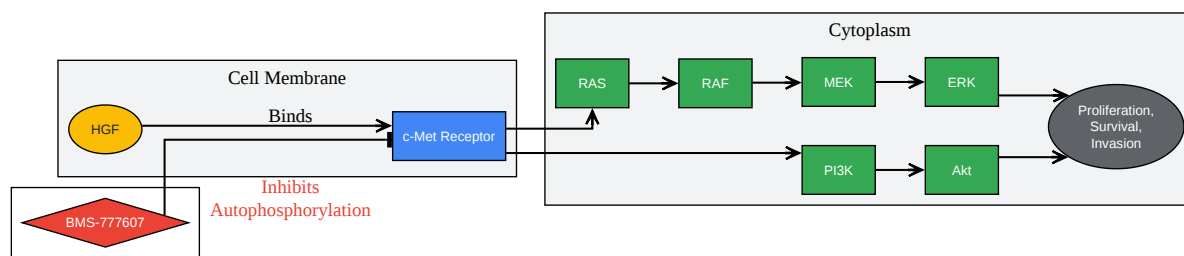 Cytoplasm
Cell Membrane
RAS
RAF
MEK
ERK
HGF
Binds
c-Met Receptor
Proliferation,
Survival,
Invasion
PI3K
Akt
Inhibits
Autophosphorylation
BMS-777607